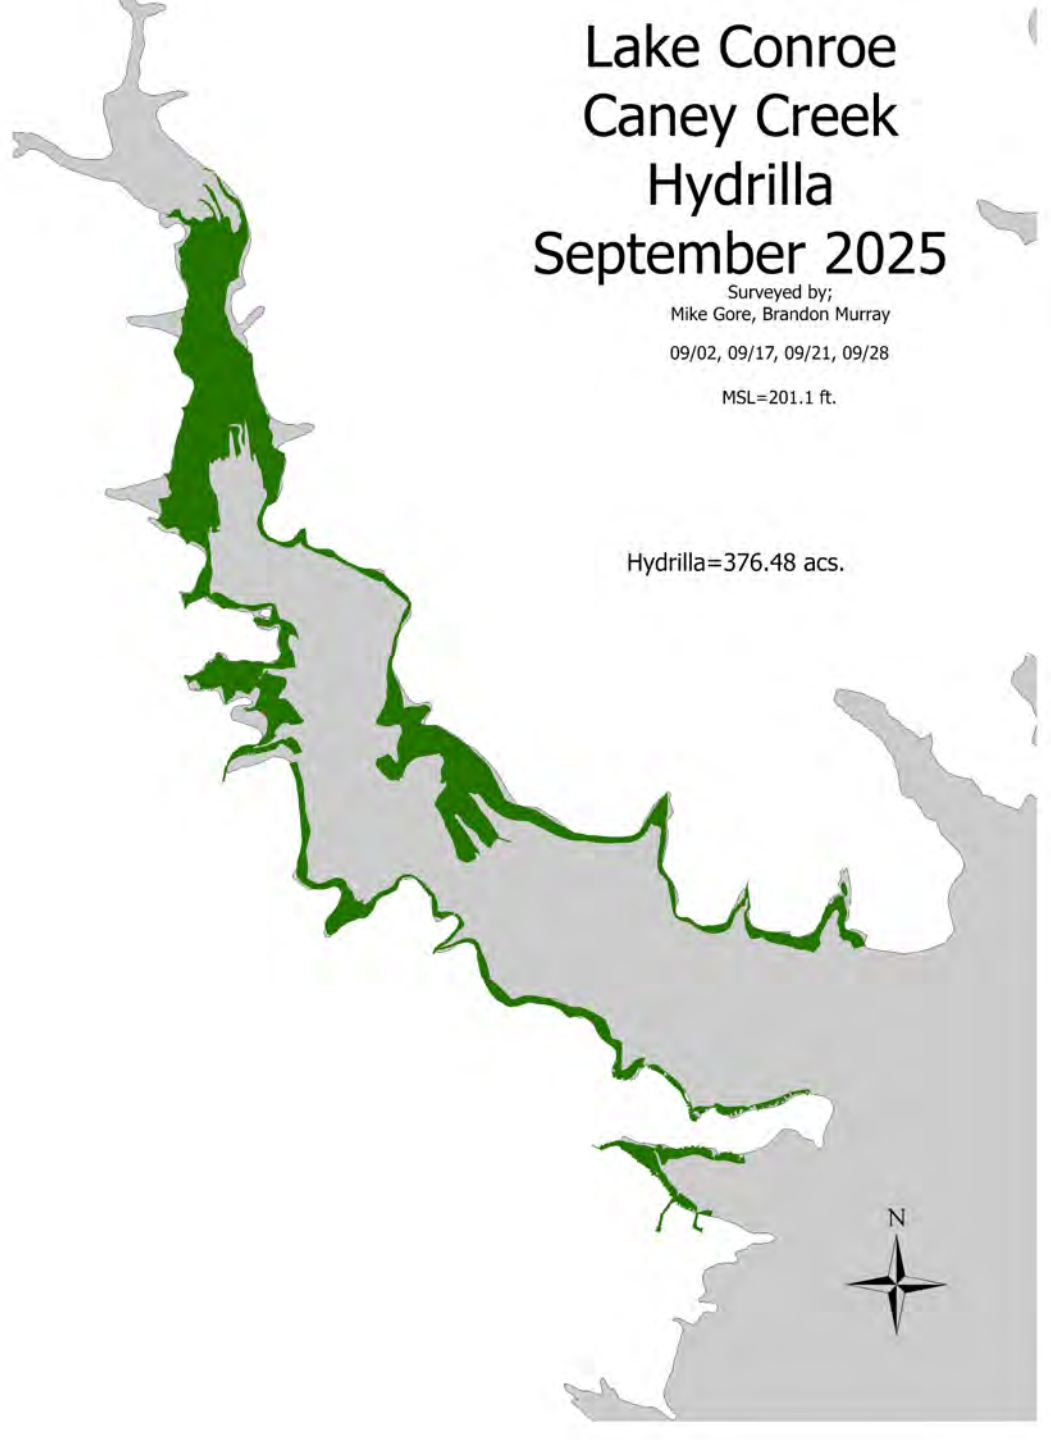 Lake Conroe
Caney Creek
Hydrilla
September 2025
Surveyed by;
Mike Gore, Brandon Murray
09/02, 09/17, 09/21, 09/28
MSL=201.1 ft.
Hydrilla=376.48 acs.
N